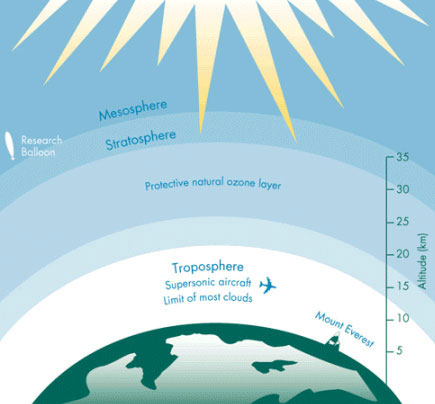 Mesosphere
Stratosphere
Research
Balloon
Protective natural ozone layer
Troposphere
Supersonic aircraft
Limit of most clouds
Mount Everest
35
30
25
20
15
10
5
Altitude (km)